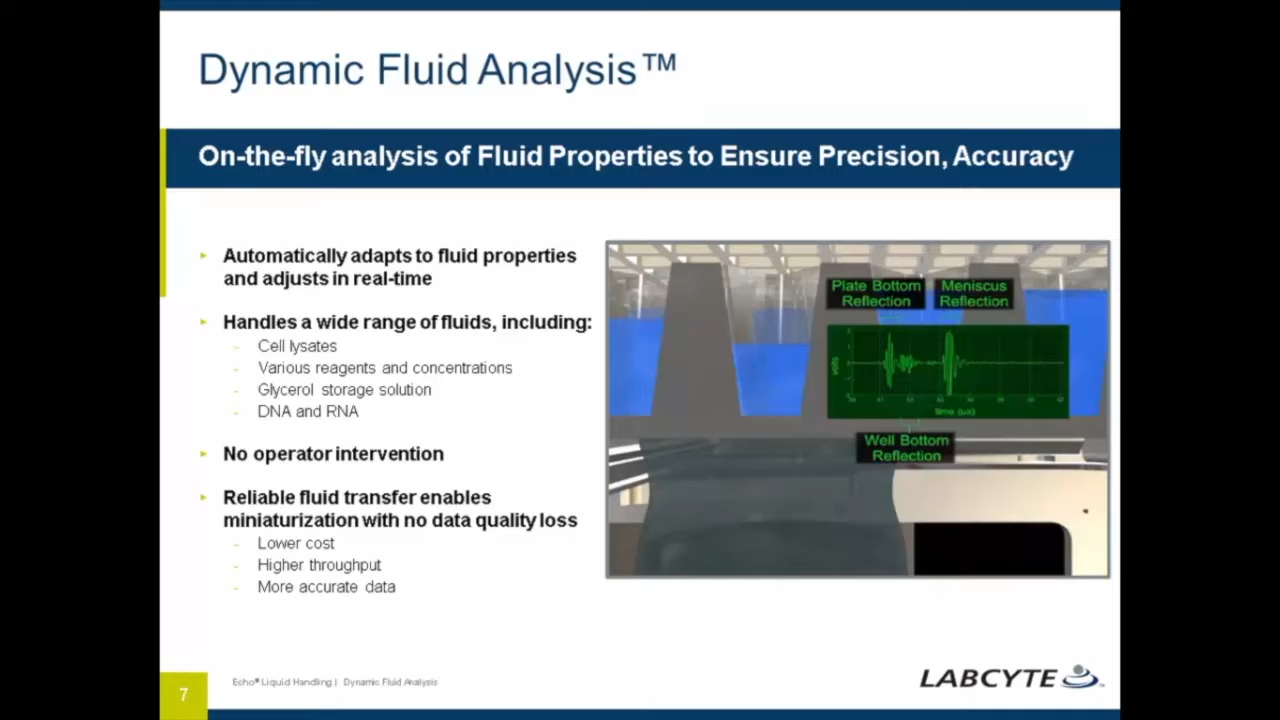 Dynamic Fluid Analysis™
On-the-fly analysis of Fluid Properties to Ensure Precision, Accuracy
Automatically adapts to fluid properties
and adjusts in real-time
Handles a wide range of fluids, including:
- Cell lysates
- Various reagents and concentrations
- Glycerol storage solution
- DNA and RNA
No operator intervention
Reliable fluid transfer enables
miniaturization with no data quality loss
- Lower cost
- Higher throughput
- More accurate data
Plate Bottom
Reflection
Meniscus
Reflection
volts
time (us)
Well Bottom
Reflection
7
Echo® Liquid Handling | Dynamic Fluid Analysis
LABCYTE